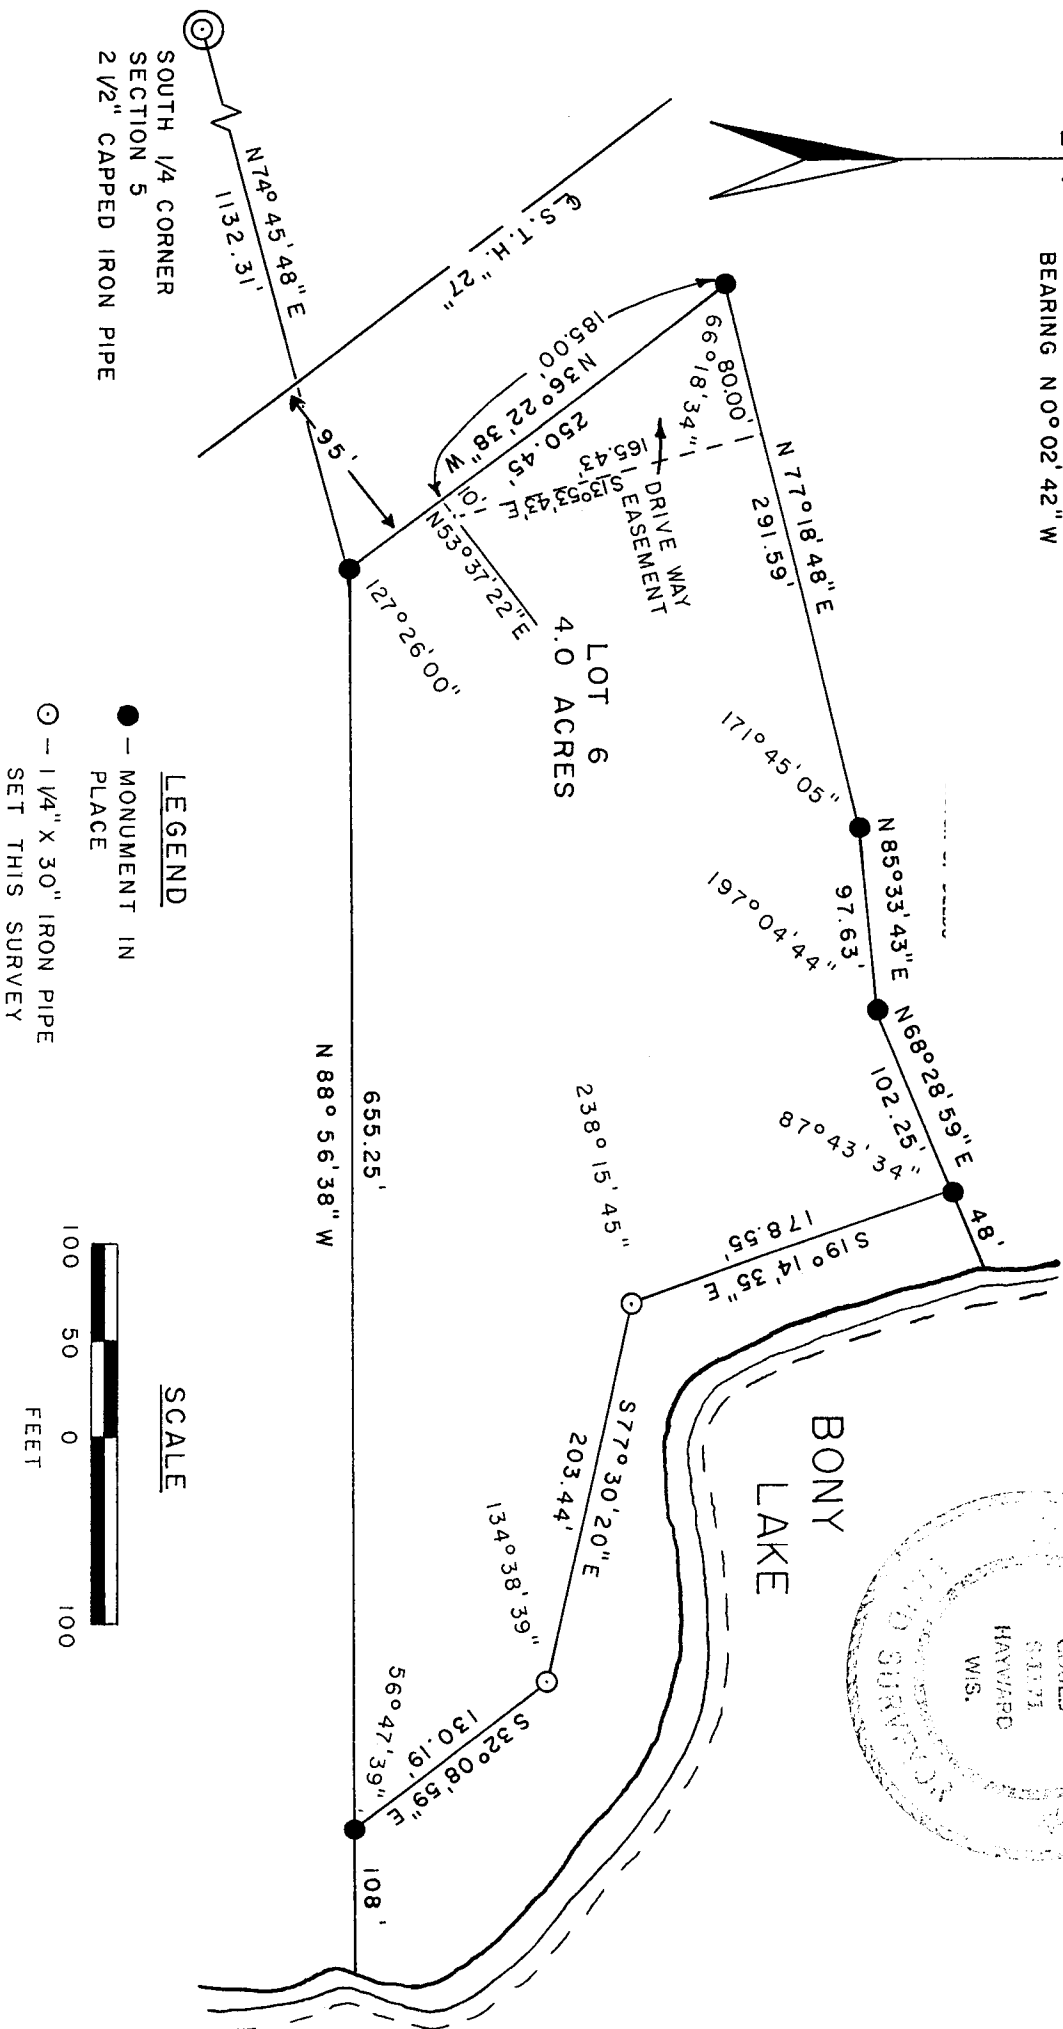 BEARING N 0° 02' 42" W
SOUTH 1/4 CORNER
SECTION 5
2 1/2" CAPPED IRON PIPE
N74° 45' 48" E
1132.31'
℄ S.T.H. "27"
95'
185.00'
N36° 22' 38" W
250.45'
10'
66° 18' 34"
80.00'
S13° 53' 43" E
165.43'
DRIVE WAY
EASEMENT
N53° 37' 22" E
127° 26' 00"
N 77° 18' 48" E
291.59'
LOT 6
4.0 ACRES
171° 45' 05"
N 85° 33' 43" E
97.63'
197° 04' 44"
N 68° 28' 59" E
102.25'
87° 43' 34"
48'
S19° 14' 35" E
178.55'
238° 15' 45"
S77° 30' 20" E
203.44'
134° 38' 39"
S32° 08' 59" E
130.19'
56° 47' 39"
108'
655.25'
N 88° 56' 38" W
BONY
LAKE
HAYWARD
WIS.
LAND SURVEYOR
LEGEND
● – MONUMENT IN
PLACE
⊙ – 1 1/4" X 30" IRON PIPE
SET THIS SURVEY
SCALE
100 50 0 100
FEET